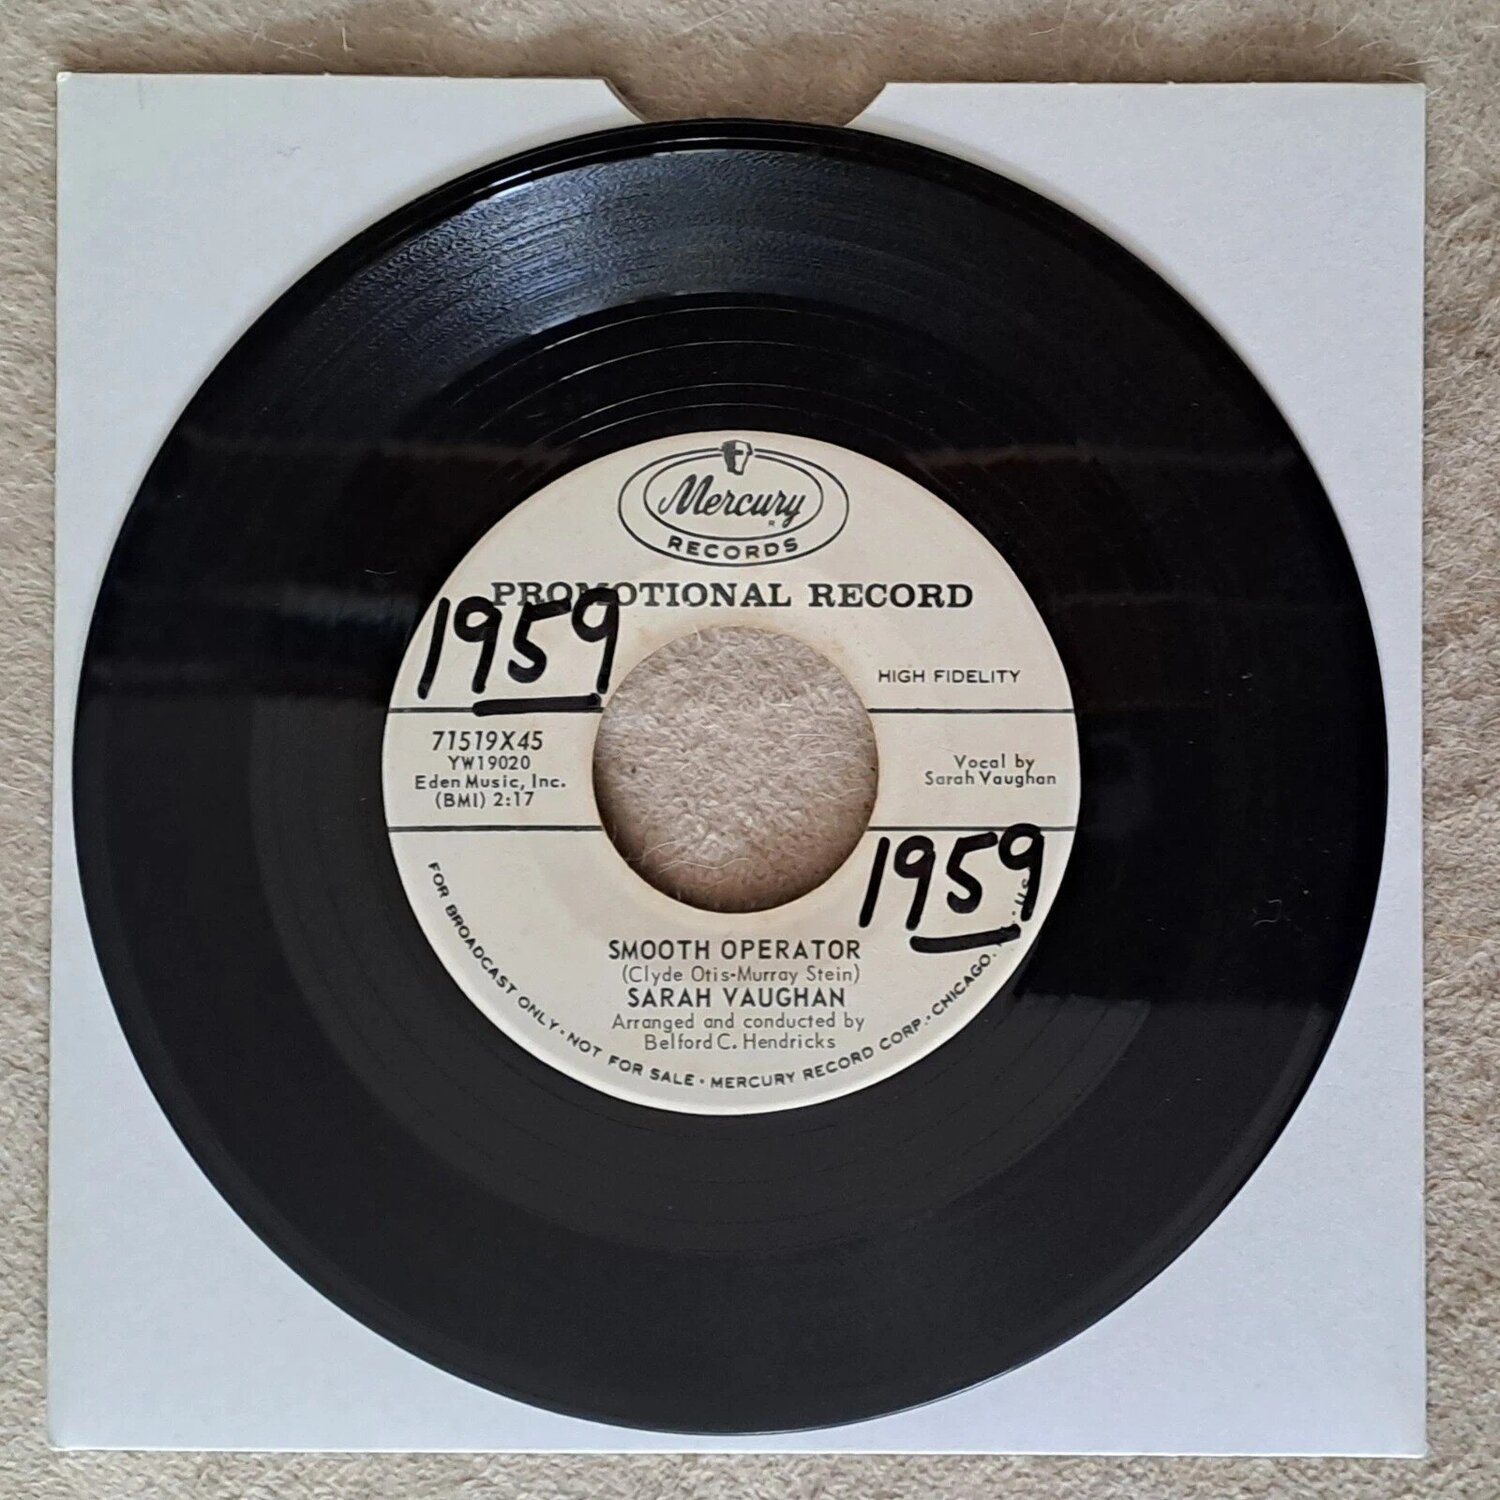 Mercury
R
RECORDS
PROMOTIONAL RECORD
1959
HIGH FIDELITY
71519X45
YW19020
Eden Music, Inc.
(BMI) 2:17
Vocal by
Sarah Vaughan
1959
SMOOTH OPERATOR
(Clyde Otis-Murray Stein)
SARAH VAUGHAN
Arranged and conducted by
Belford C. Hendricks
FOR BROADCAST ONLY • NOT FOR SALE • MERCURY RECORD CORP. • CHICAGO,